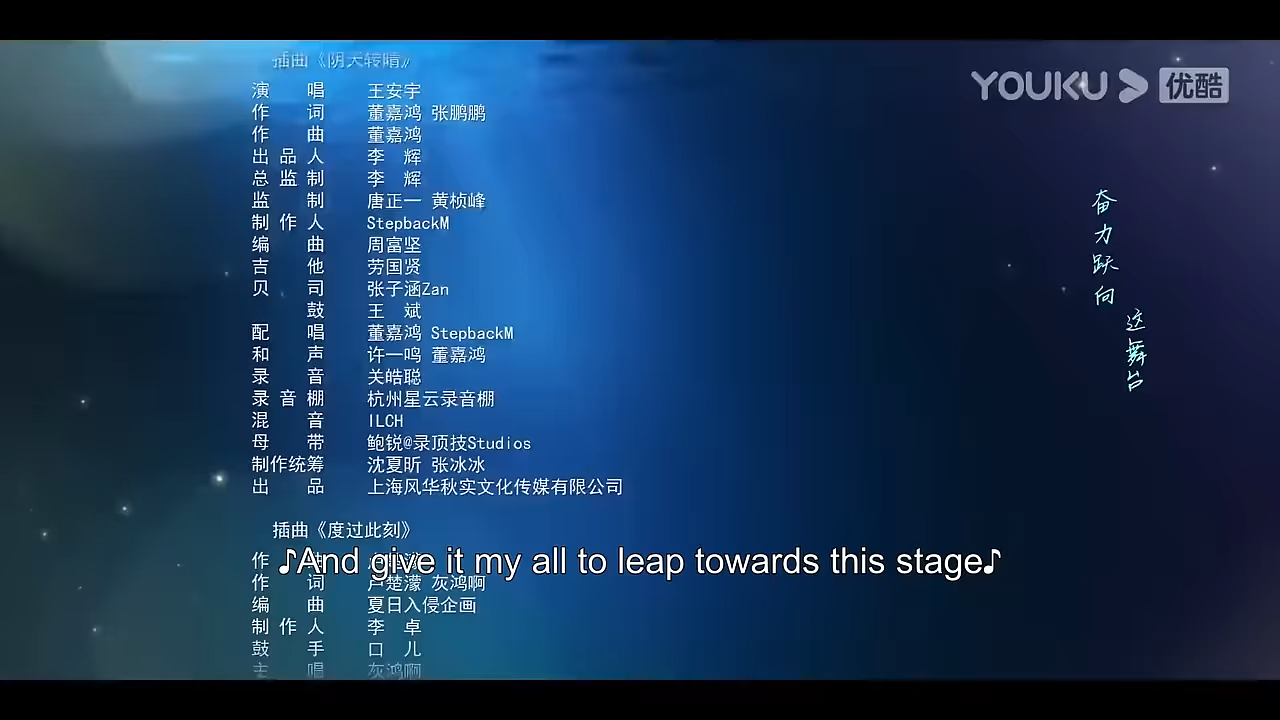 插曲《阴天转晴》
演唱 王安宇
作词 董嘉鸿 张鹏鹏
作曲 董嘉鸿
出品人 李辉
总监制 李辉
监制 唐正一 黄桢峰
制作人 StepbackM
编曲 周富坚
吉他 劳国贤
贝司 张子涵Zan
鼓 王斌
配唱 董嘉鸿 StepbackM
和声 许一鸣 董嘉鸿
录音 关皓聪
录音棚 杭州星云录音棚
混音 ILCH
母带 鲍锐@录顶技Studios
制作统筹 沈夏昕 张冰冰
出品 上海风华秋实文化传媒有限公司
插曲《度过此刻》
作
♪And give it my all to leap towards this stage♪
作词 卢楚濛 灰鸿啊
编曲 夏日入侵企画
制作人 李卓
鼓手 口儿
主唱 灰鸿啊
YOUKU 优酷
奋力跃向
这舞台